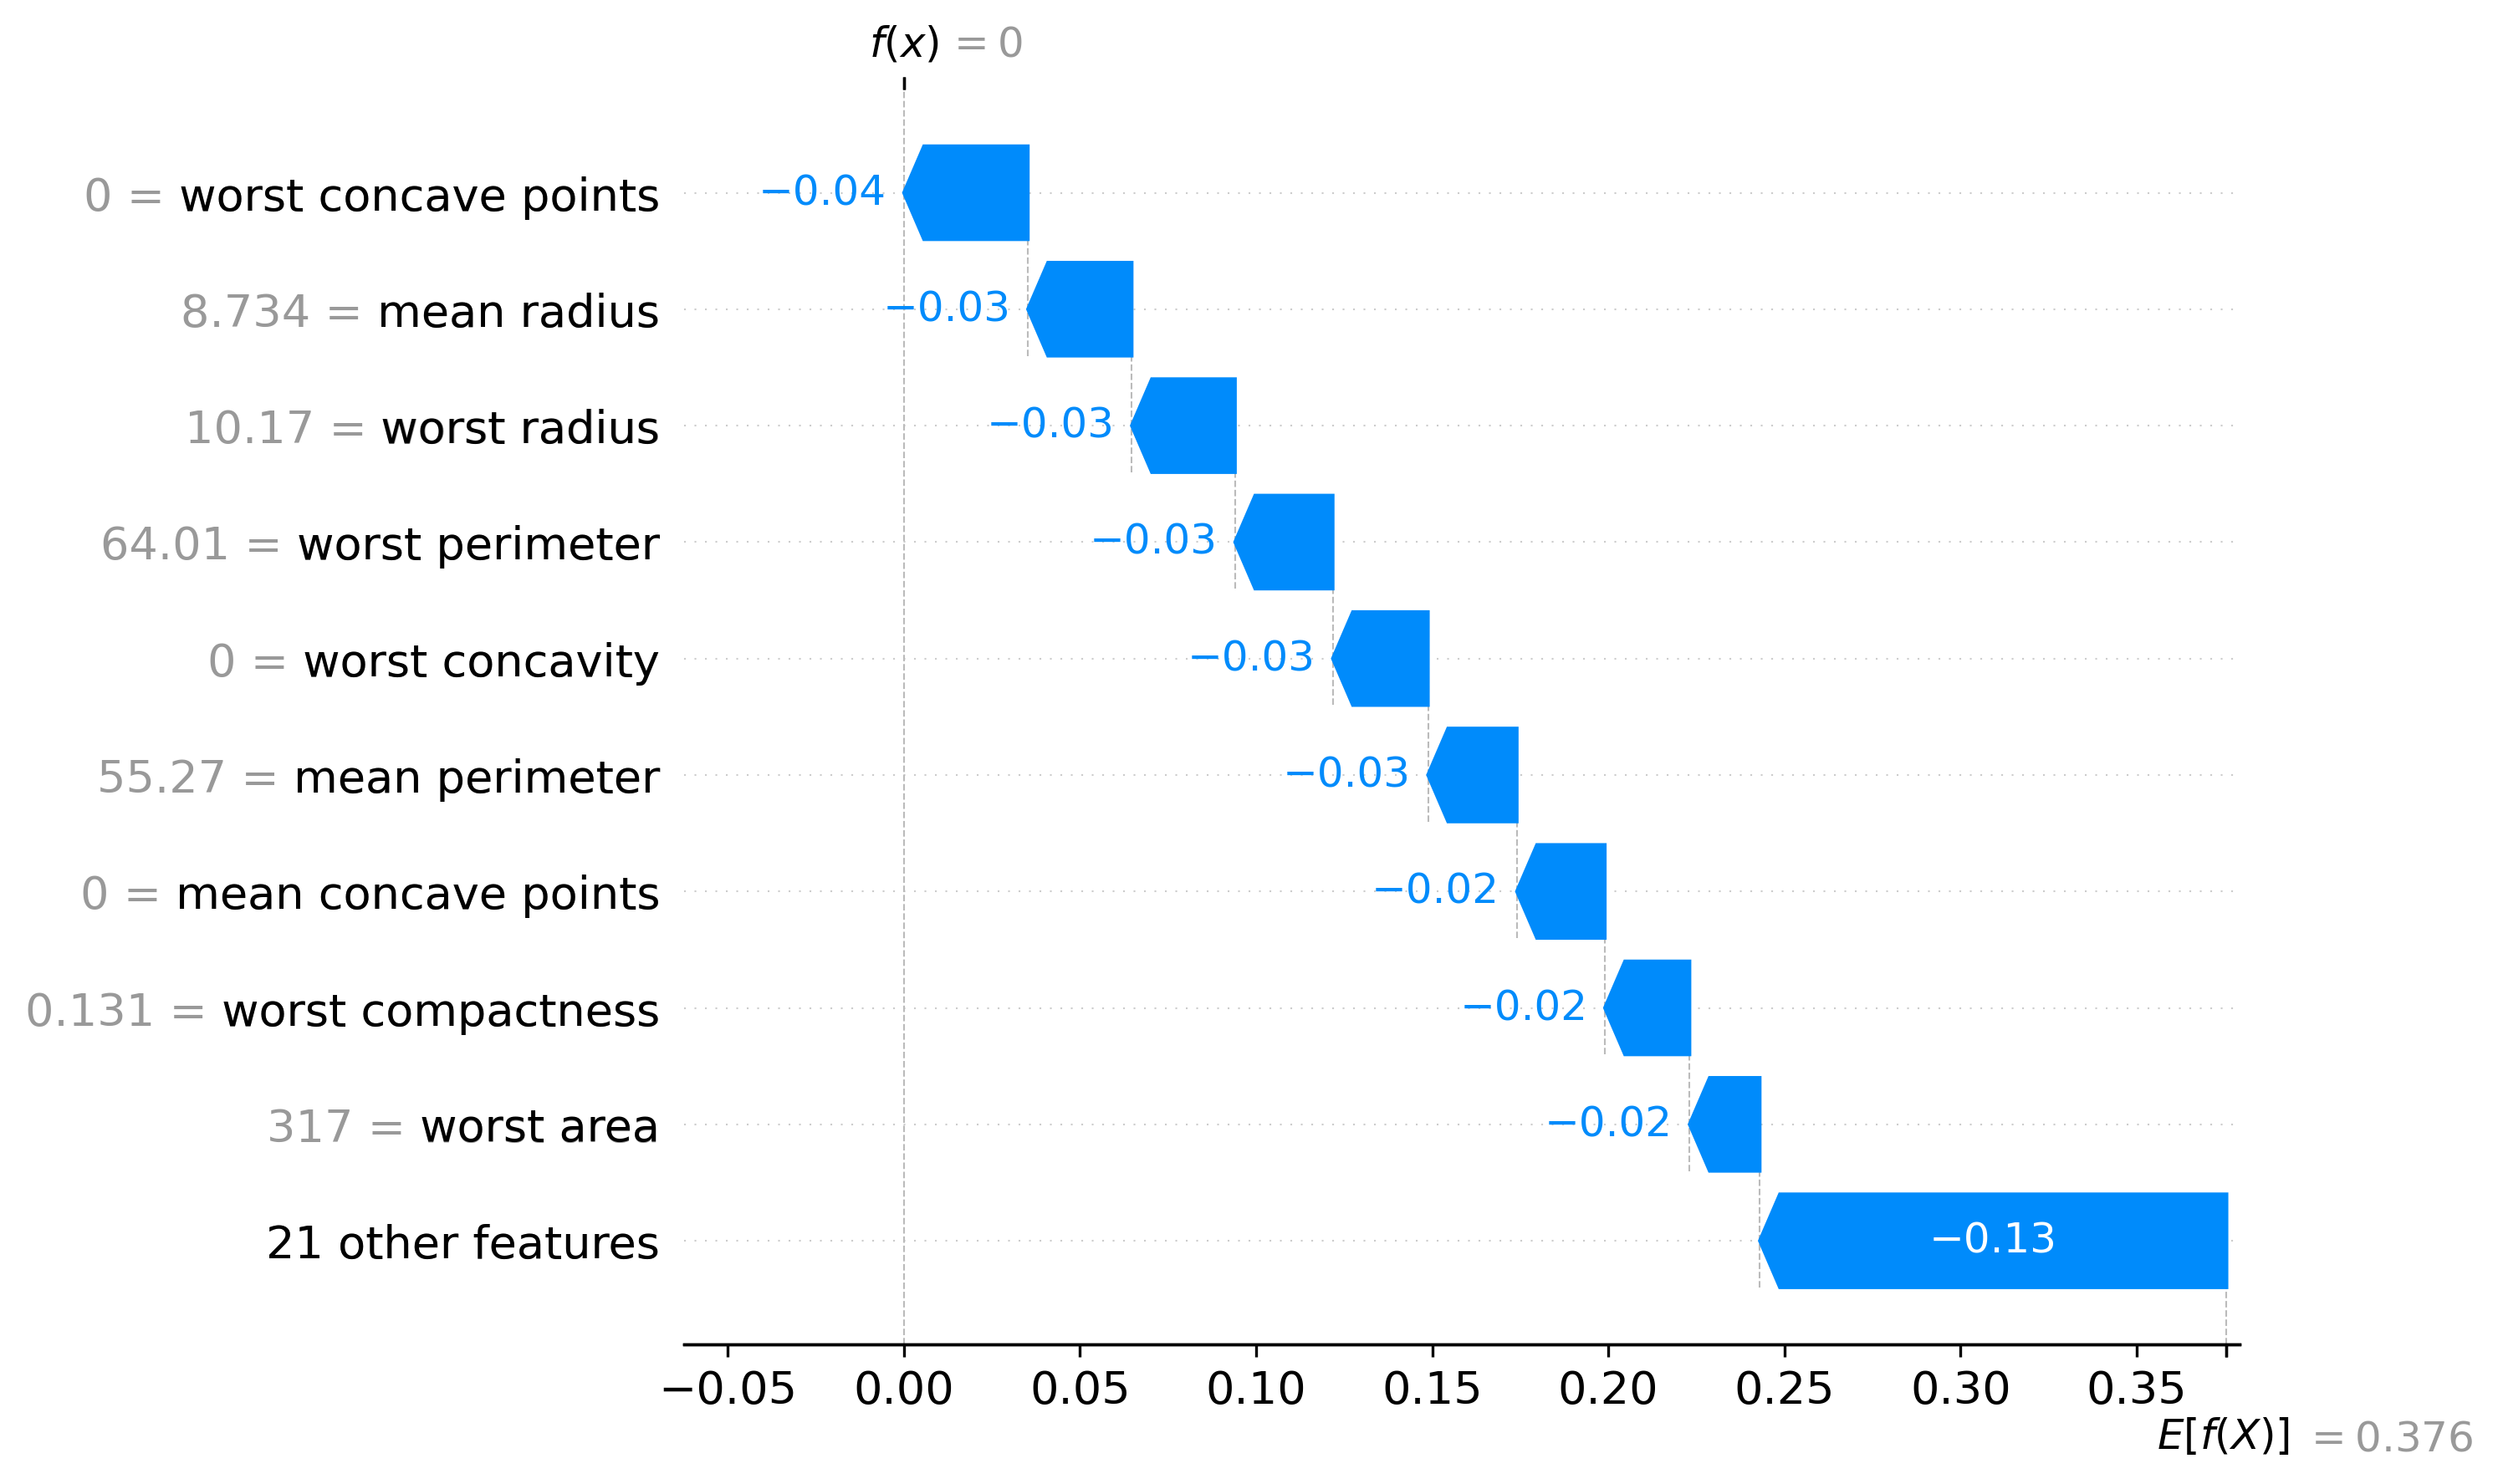 f(x) = 0
0 = worst concave points −0.04
8.734 = mean radius −0.03
10.17 = worst radius −0.03
64.01 = worst perimeter −0.03
0 = worst concavity −0.03
55.27 = mean perimeter −0.03
0 = mean concave points −0.02
0.131 = worst compactness −0.02
317 = worst area −0.02
21 other features −0.13
−0.05 0.00 0.05 0.10 0.15 0.20 0.25 0.30 0.35
E[f(X)] = 0.376